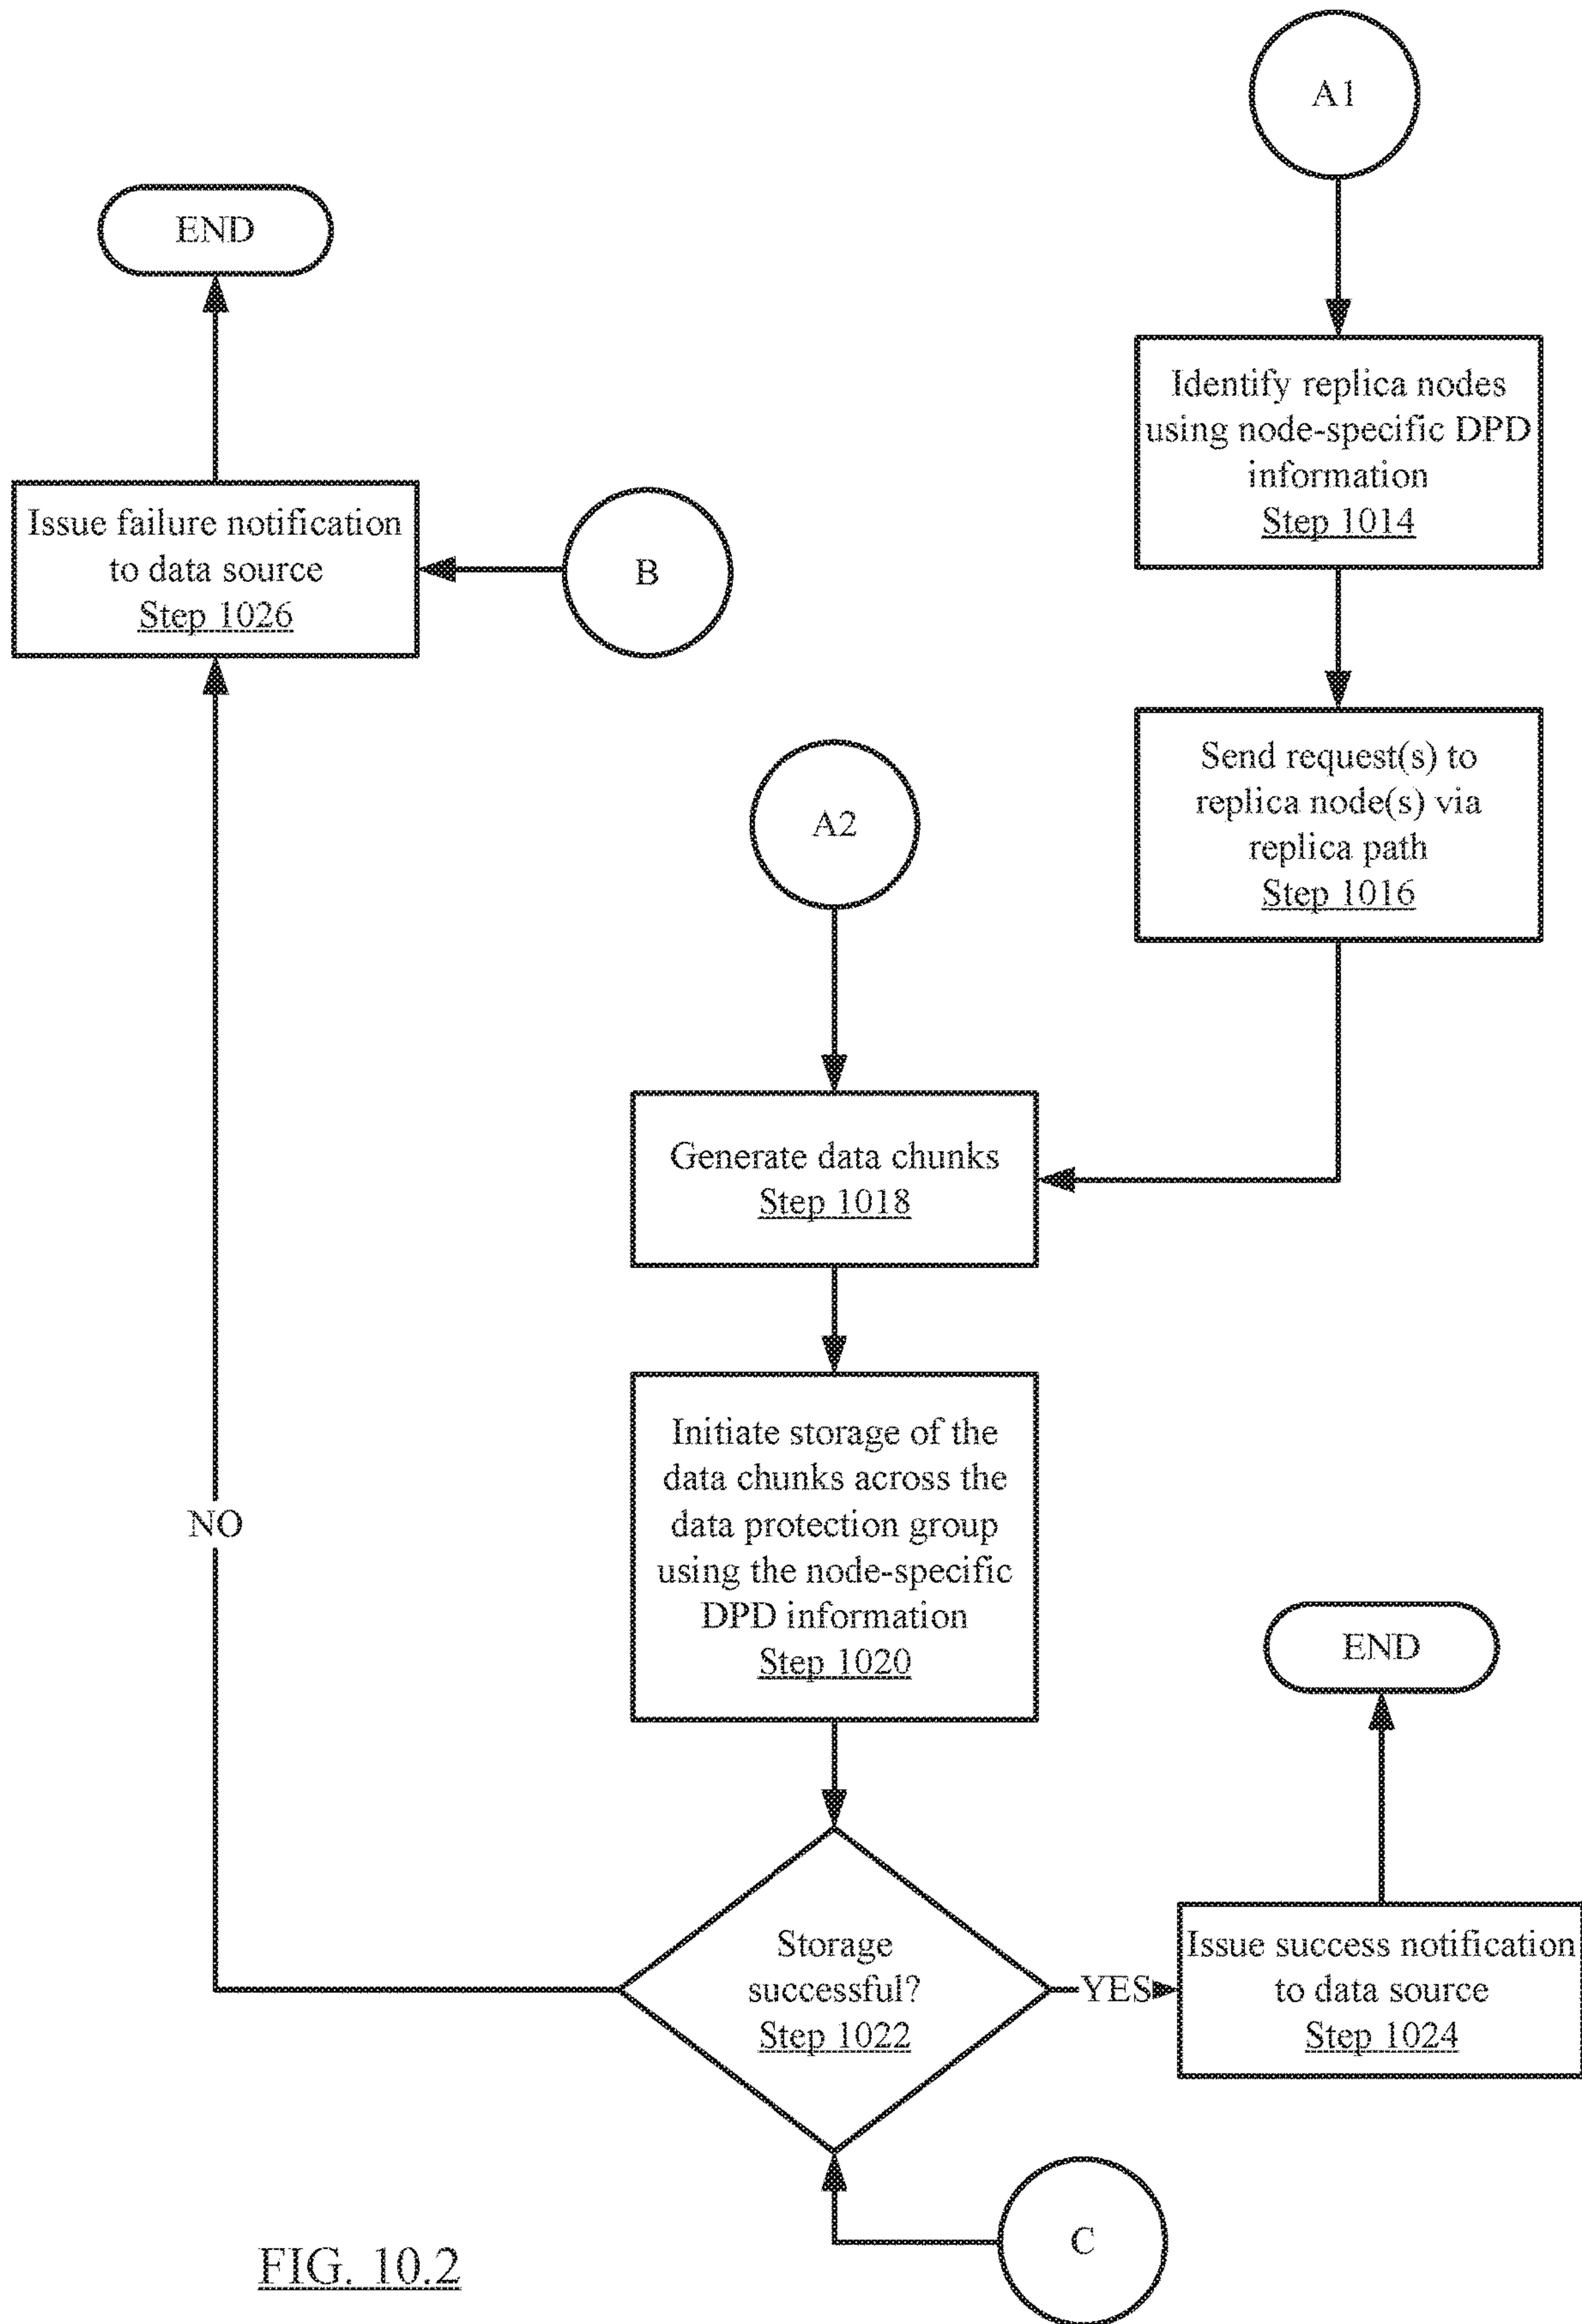 A1
END
Identify replica nodes
using node-specific DPD
information
Step 1014
Issue failure notification
to data source
Step 1026
B
Send request(s) to
replica node(s) via
replica path
Step 1016
A2
Generate data chunks
Step 1018
Initiate storage of the
data chunks across the
data protection group
using the node-specific
DPD information
Step 1020
NO
END
Storage
successful?
Step 1022
YES
Issue success notification
to data source
Step 1024
C
FIG. 10.2